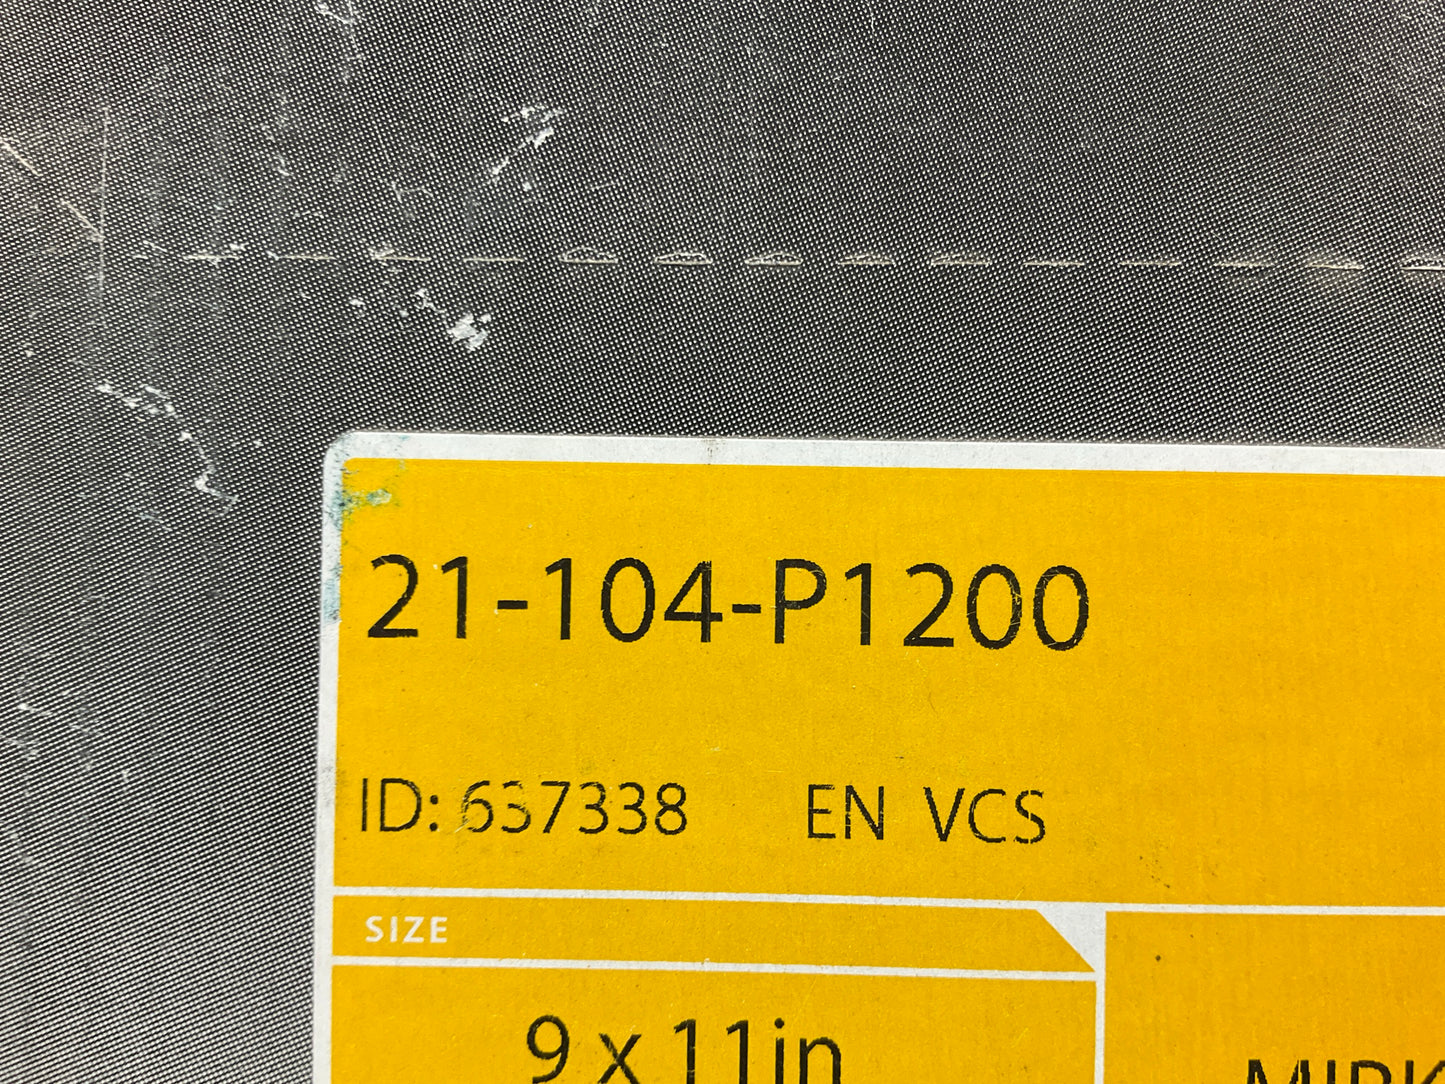 21-104-P1200
ID: 637338 EN VCS
SIZE
9 x 11in